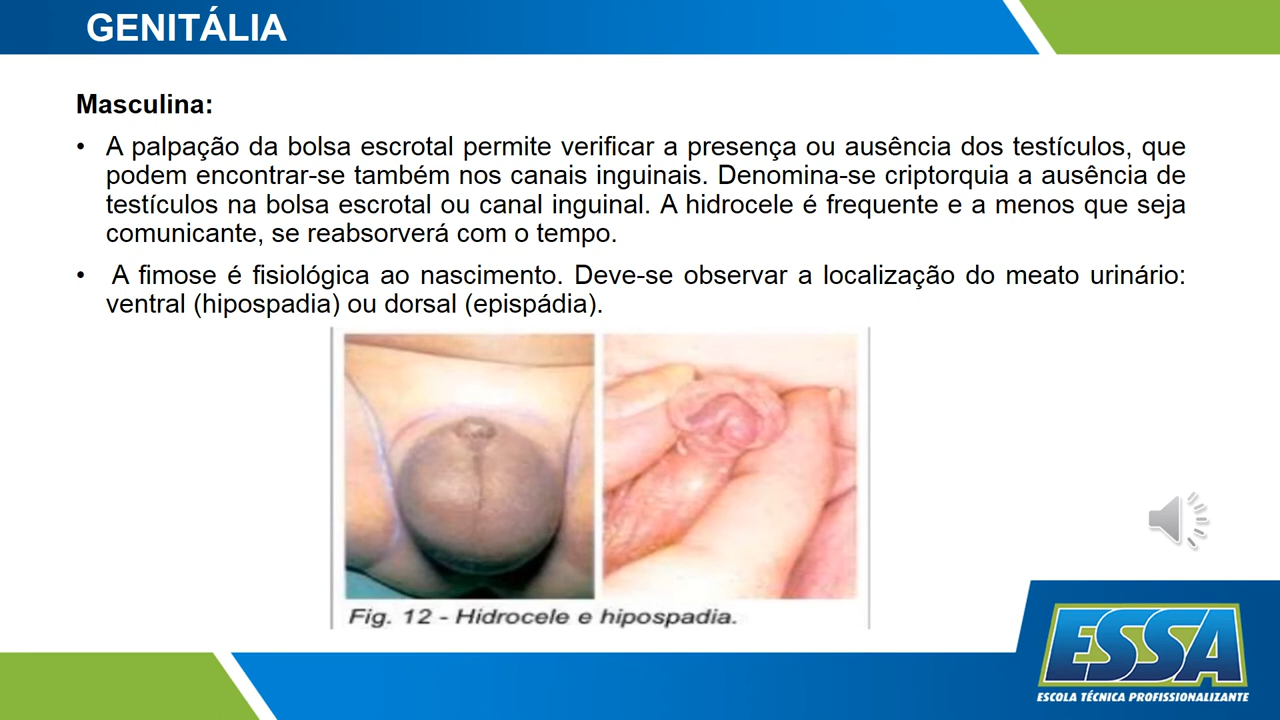 GENITÁLIA
Masculina:
• A palpação da bolsa escrotal permite verificar a presença ou ausência dos testículos, que
podem encontrar-se também nos canais inguinais. Denomina-se criptorquia a ausência de
testículos na bolsa escrotal ou canal inguinal. A hidrocele é frequente e a menos que seja
comunicante, se reabsorverá com o tempo.
• A fimose é fisiológica ao nascimento. Deve-se observar a localização do meato urinário:
ventral (hipospadia) ou dorsal (epispádia).
Fig. 12 - Hidrocele e hipospadia.
ESSA
ESCOLA TÉCNICA PROFISSIONALIZANTE